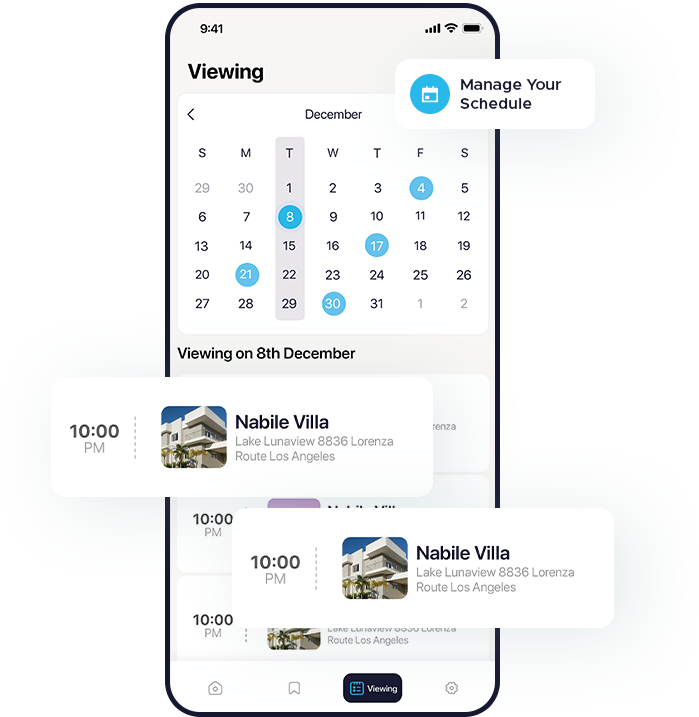 9:41
Viewing
Manage Your
Schedule
December
S M T W T F S
29 30 1 2 3 4 5
6 7 8 9 10 11 12
13 14 15 16 17 18 19
20 21 22 23 24 25 26
27 28 29 30 31 1 2
Viewing on 8th December
10:00
PM
Nabile Villa
Lake Lunaview 8836 Lorenza
Route Los Angeles
10:00
PM
10:00
PM
Nabile Villa
Lake Lunaview 8836 Lorenza
Route Los Angeles
10:00
PM
Lake Lunaview 8836 Lorenza
Route Los Angeles
Viewing